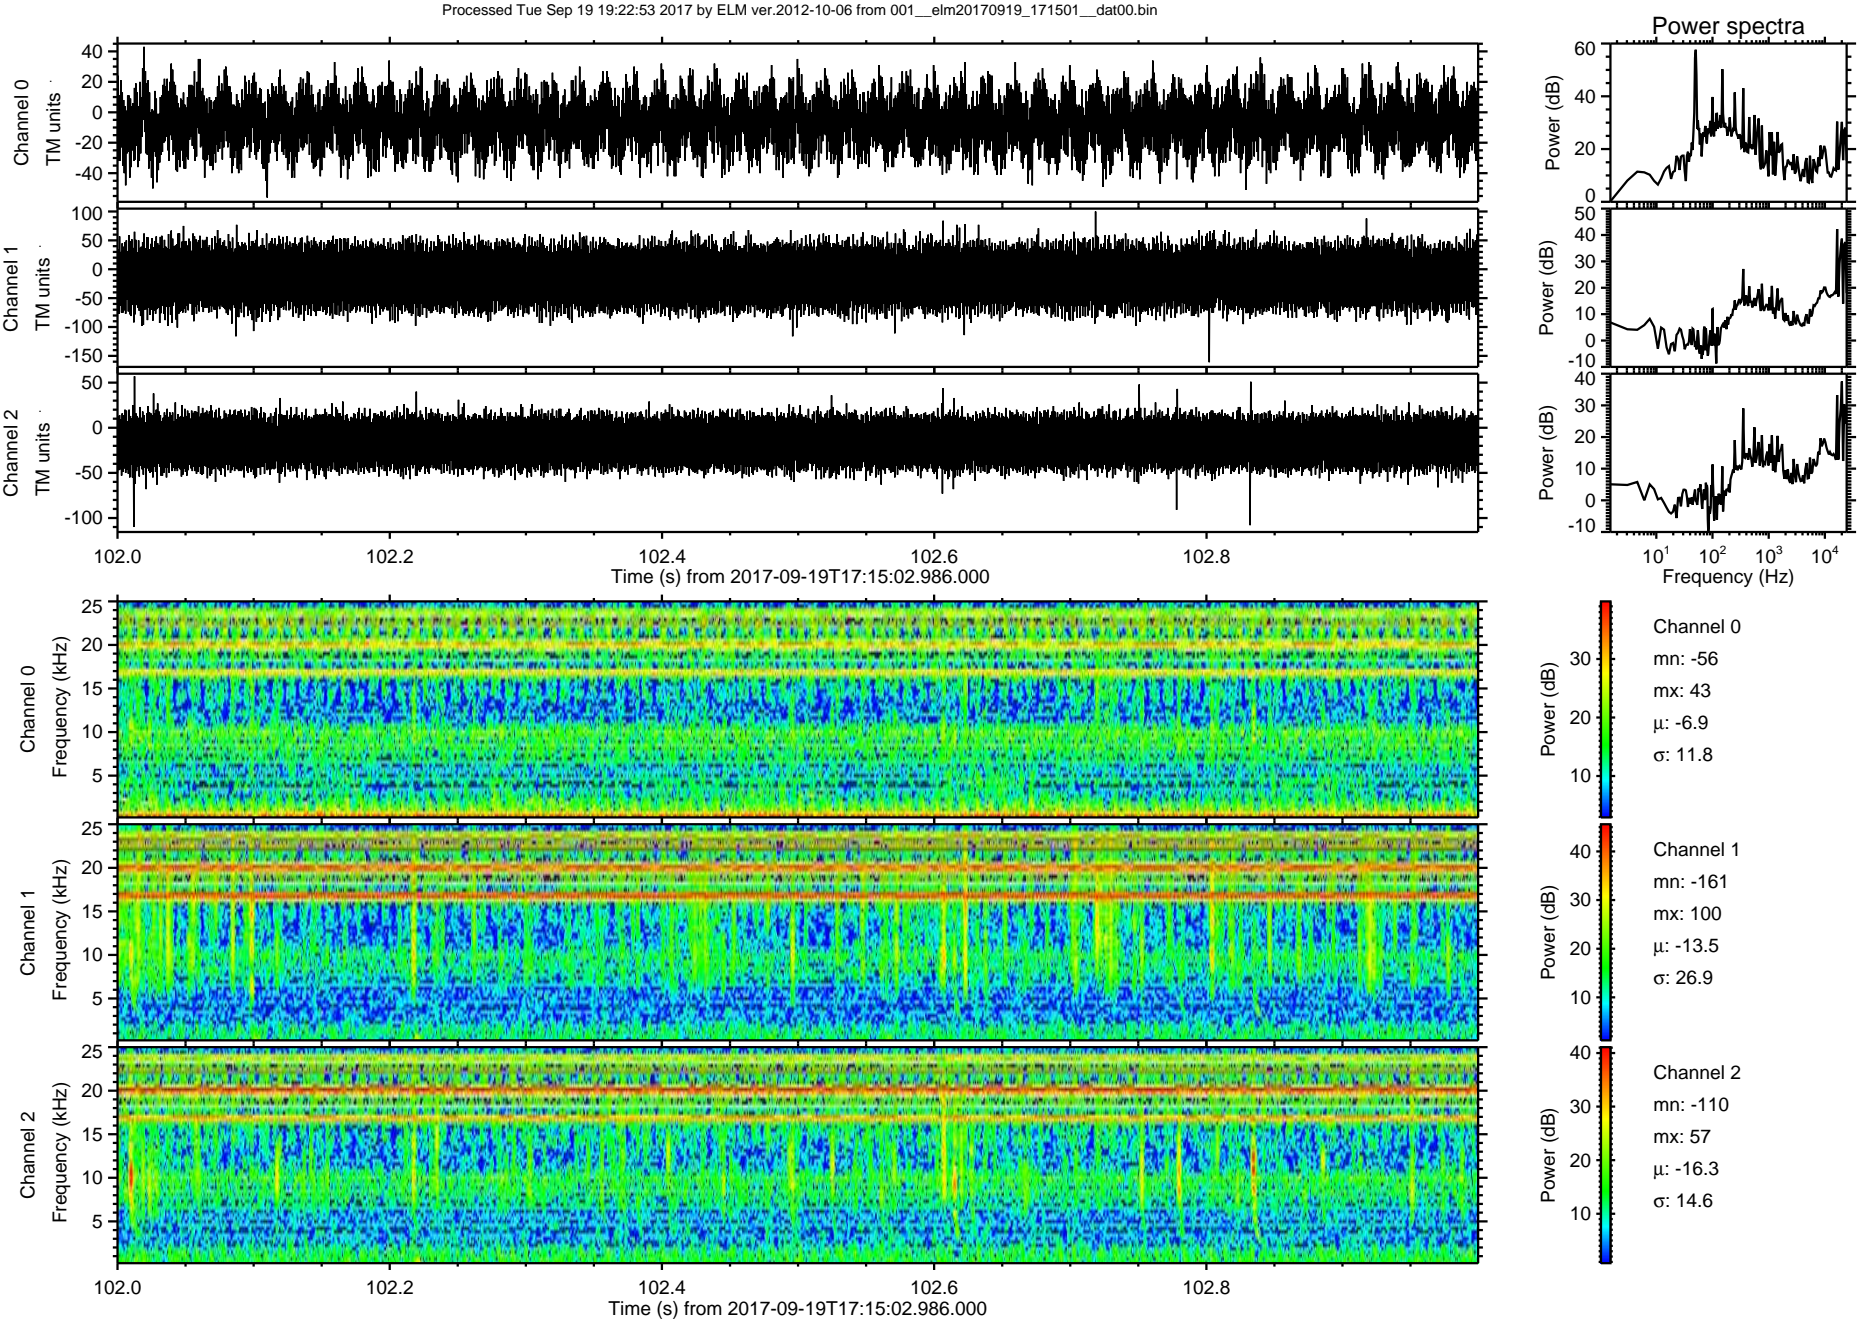 Processed Tue Sep 19 19:22:53 2017 by ELM ver.2012-10-06 from 001__elm20170919_171501__dat00.bin
Power spectra
Channel 0
TM units
40
20
0
-20
-40
Power (dB)
60
40
20
0
Channel 1
TM units
100
50
0
-50
-100
-150
Power (dB)
50
40
30
20
10
0
-10
Channel 2
TM units
50
0
-50
-100
Power (dB)
40
30
20
10
0
-10
102.0 102.2 102.4 102.6 102.8
Time (s) from 2017-09-19T17:15:02.986.000
10¹ 10² 10³ 10⁴
Frequency (Hz)
Channel 0
Frequency (kHz)
25
20
15
10
5
Power (dB)
30
20
10
Channel 0
mn: -56
mx: 43
μ: -6.9
σ: 11.8
Channel 1
Frequency (kHz)
25
20
15
10
5
Power (dB)
40
30
20
10
Channel 1
mn: -161
mx: 100
μ: -13.5
σ: 26.9
Channel 2
Frequency (kHz)
25
20
15
10
5
Power (dB)
40
30
20
10
Channel 2
mn: -110
mx: 57
μ: -16.3
σ: 14.6
102.0 102.2 102.4 102.6 102.8
Time (s) from 2017-09-19T17:15:02.986.000